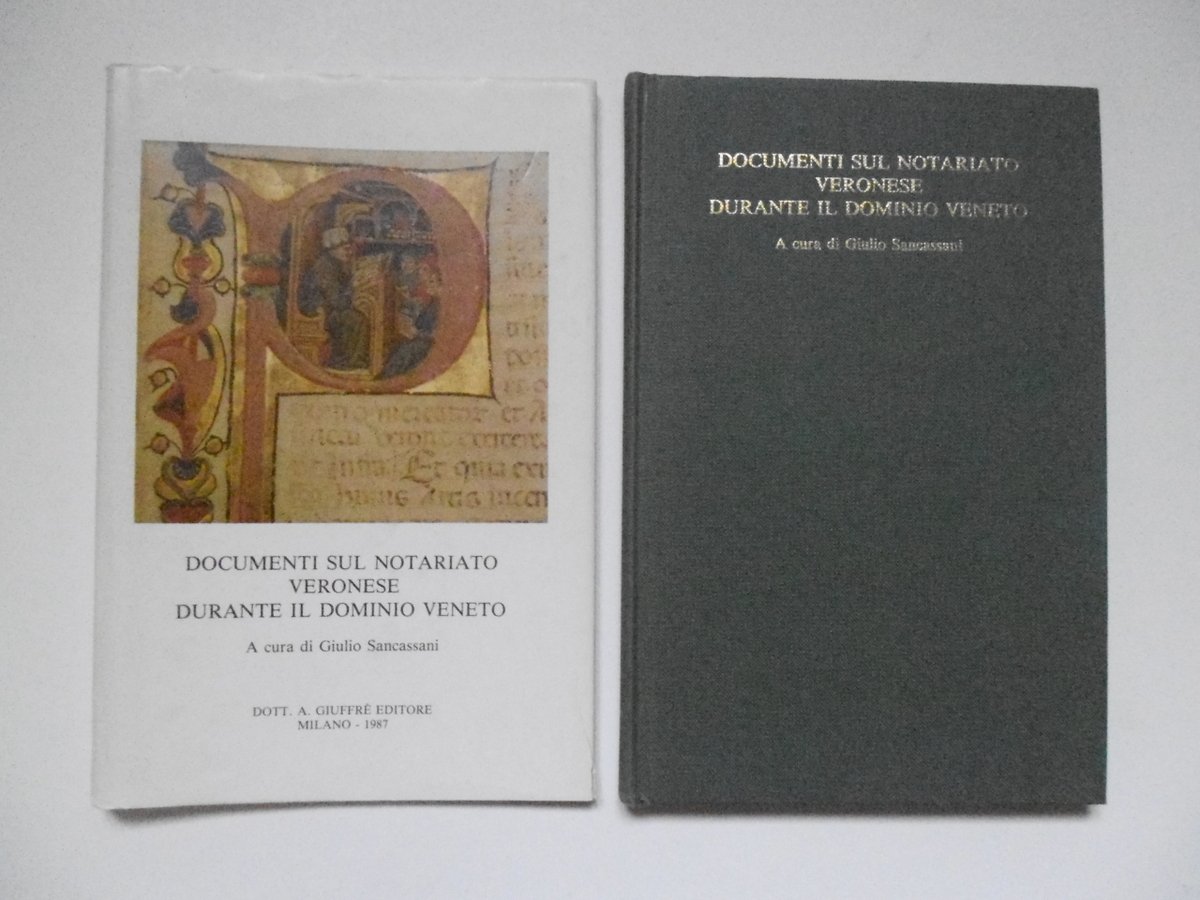 DOCUMENTI SUL NOTARIATO
VERONESE
DURANTE IL DOMINIO VENETO
A cura di Giulio Sancassani
DOTT. A. GIUFFRÉ EDITORE
MILANO - 1987
DOCUMENTI SUL NOTARIATO
VERONESE
DURANTE IL DOMINIO VENETO
A cura di Giulio Sancassani